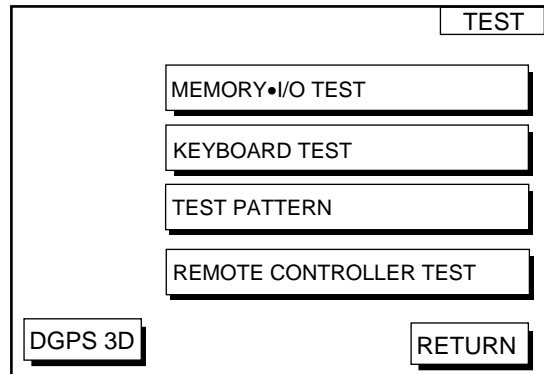 TEST
MEMORY•I/O TEST
KEYBOARD TEST
TEST PATTERN
REMOTE CONTROLLER TEST
DGPS 3D
RETURN